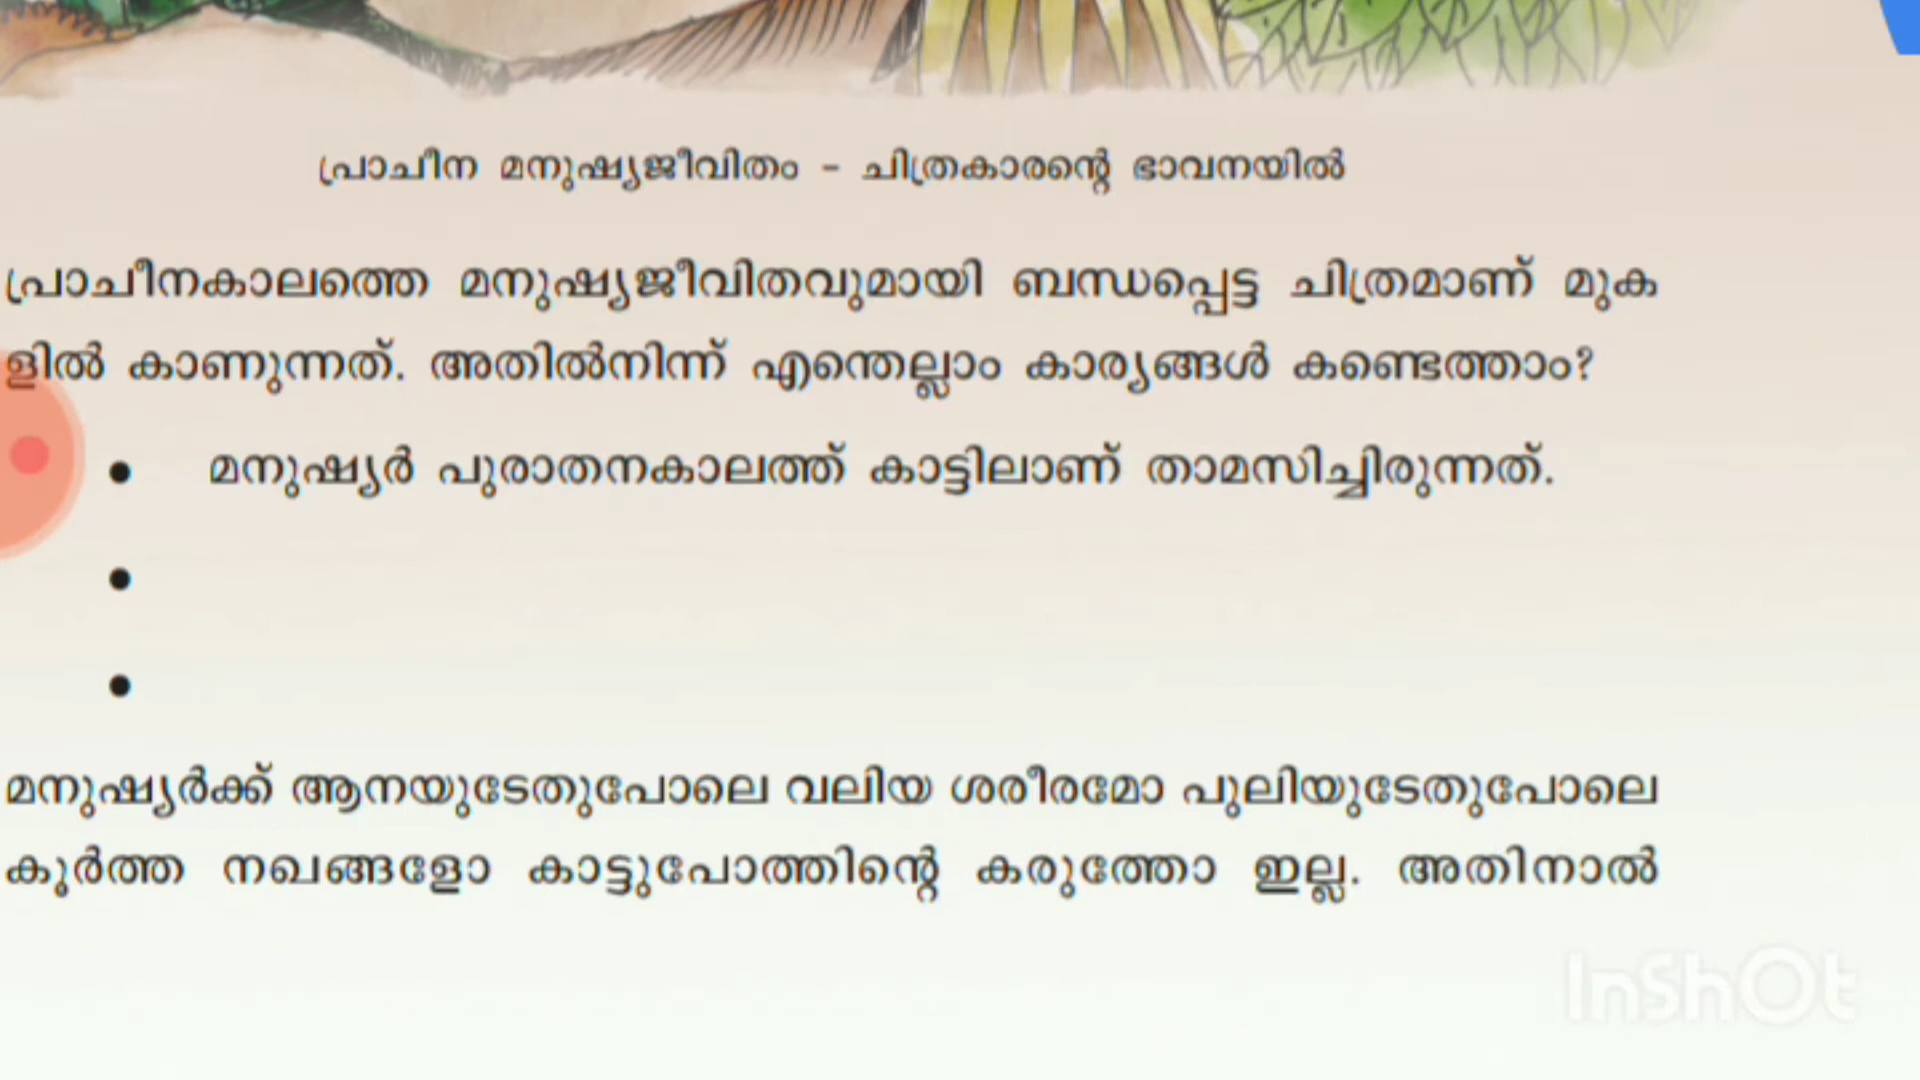 പ്രാചീന മനുഷ്യജീവിതം – ചിത്രകാരന്റെ ഭാവനയിൽ
പ്രാചീനകാലത്തെ മനുഷ്യജീവിതവുമായി ബന്ധപ്പെട്ട ചിത്രമാണ് മുക
ളിൽ കാണുന്നത്. അതിൽനിന്ന് എന്തെല്ലാം കാര്യങ്ങൾ കണ്ടെത്താം?
• മനുഷ്യർ പുരാതനകാലത്ത് കാട്ടിലാണ് താമസിച്ചിരുന്നത്.
•
•
മനുഷ്യർക്ക് ആനയുടേതുപോലെ വലിയ ശരീരമോ പുലിയുടേതുപോലെ
കൂർത്ത നഖങ്ങളോ കാട്ടുപോത്തിന്റെ കരുത്തോ ഇല്ല. അതിനാൽ
InShOt